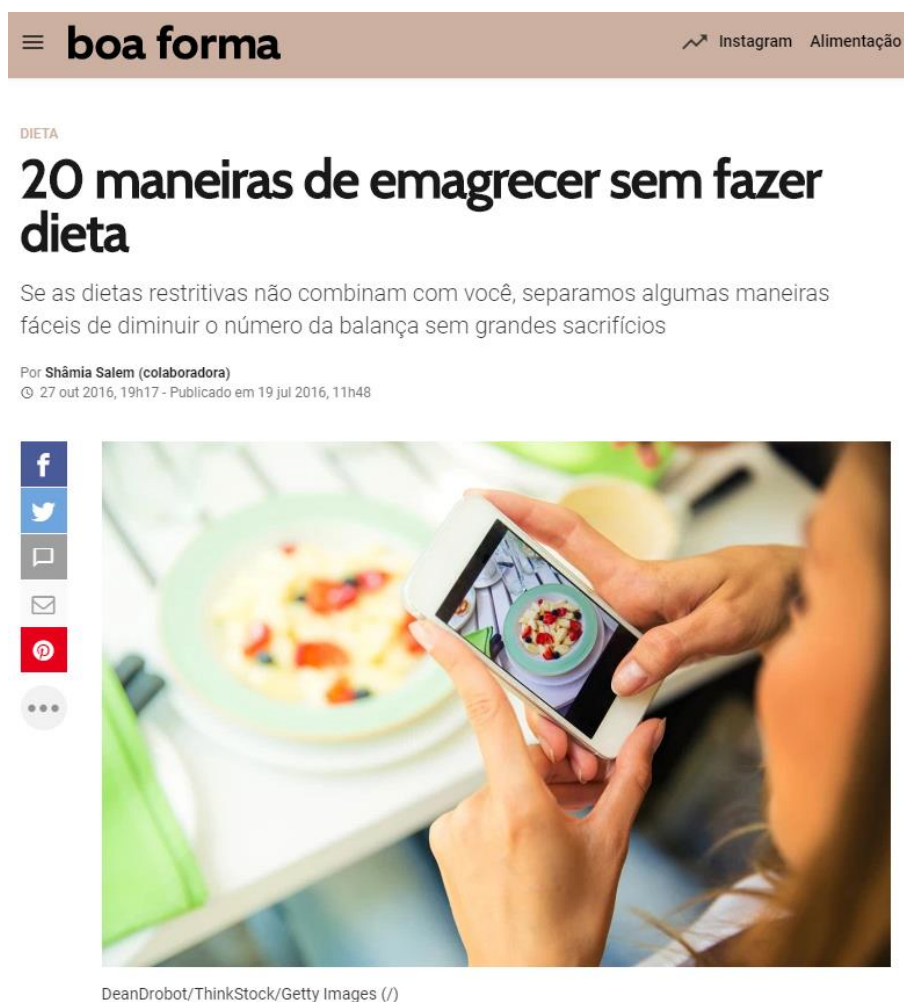 boa forma
Instagram Alimentação
DIETA
20 maneiras de emagrecer sem fazer
dieta
Se as dietas restritivas não combinam com você, separamos algumas maneiras
fáceis de diminuir o número da balança sem grandes sacrifícios
Por Shâmia Salem (colaboradora)
27 out 2016, 19h17 - Publicado em 19 jul 2016, 11h48
DeanDrobot/ThinkStock/Getty Images (/)